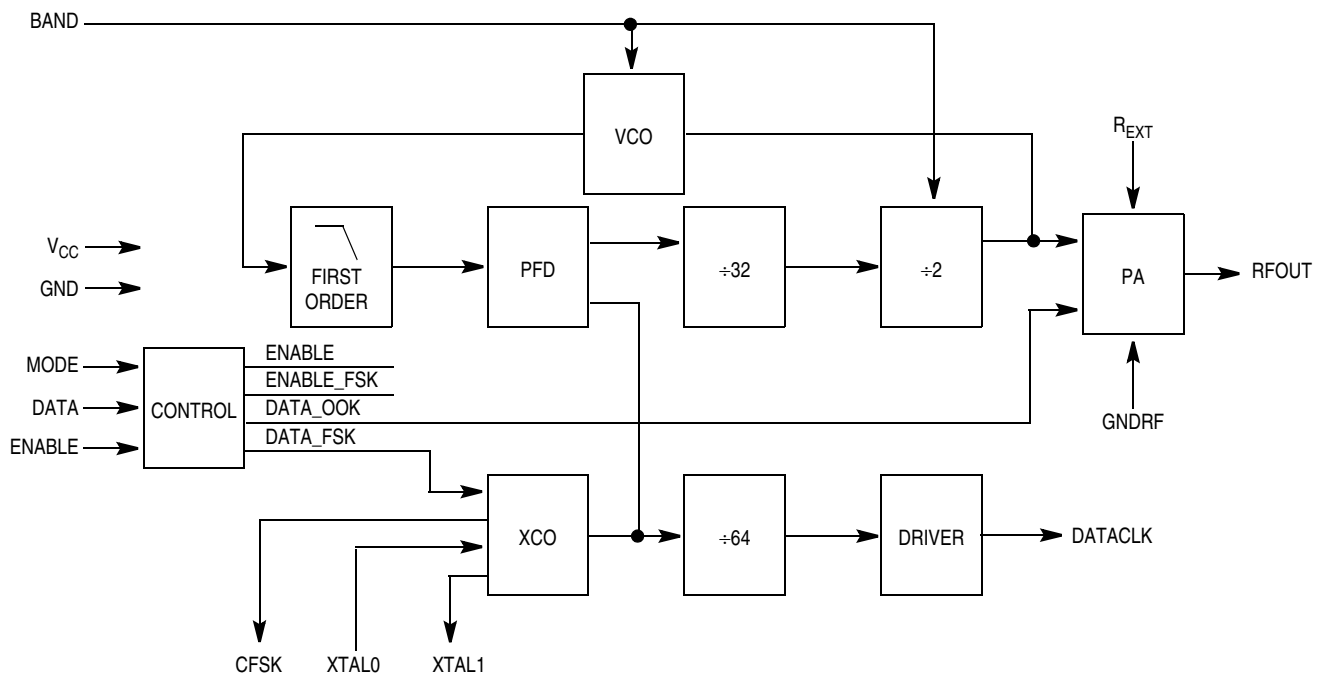 BAND
VCO
R_EXT
V_CC
GND
FIRST
ORDER
PFD
÷32
÷2
PA
RFOUT
GNDRF
MODE
DATA
ENABLE
CONTROL
ENABLE
ENABLE_FSK
DATA_OOK
DATA_FSK
XCO
÷64
DRIVER
DATACLK
CFSK
XTAL0
XTAL1